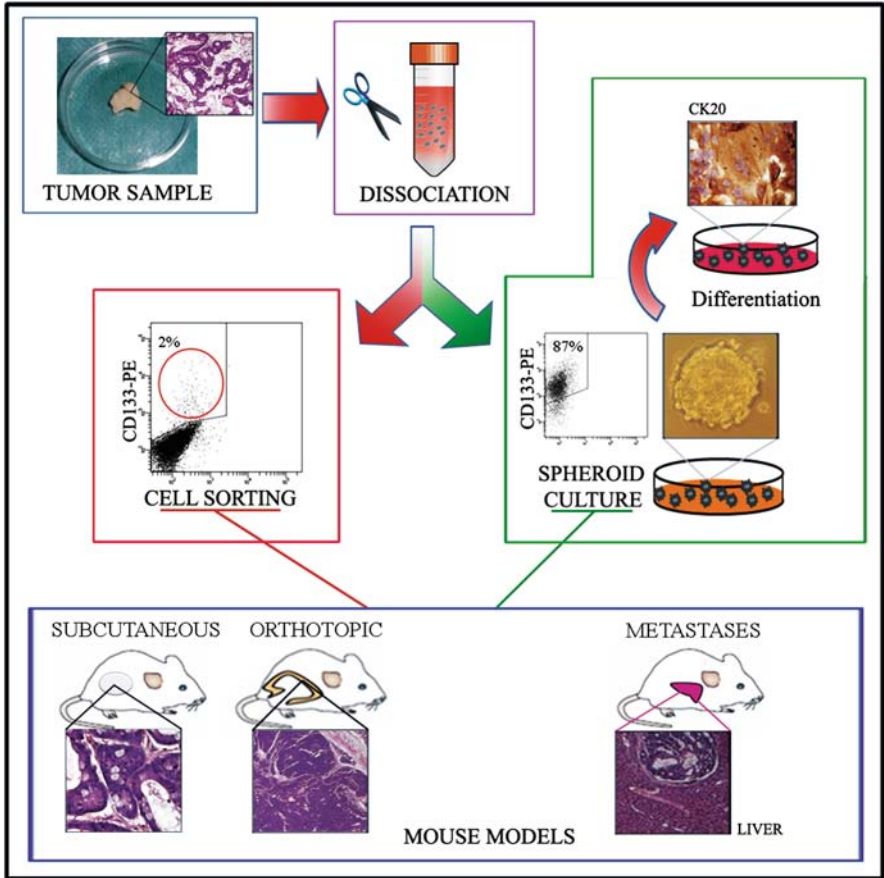 TUMOR SAMPLE
DISSOCIATION
CK20
Differentiation
2%
CD133-PE
CELL SORTING
87%
CD133-PE
SPHEROID
CULTURE
SUBCUTANEOUS
ORTHOTOPIC
METASTASES
LIVER
MOUSE MODELS